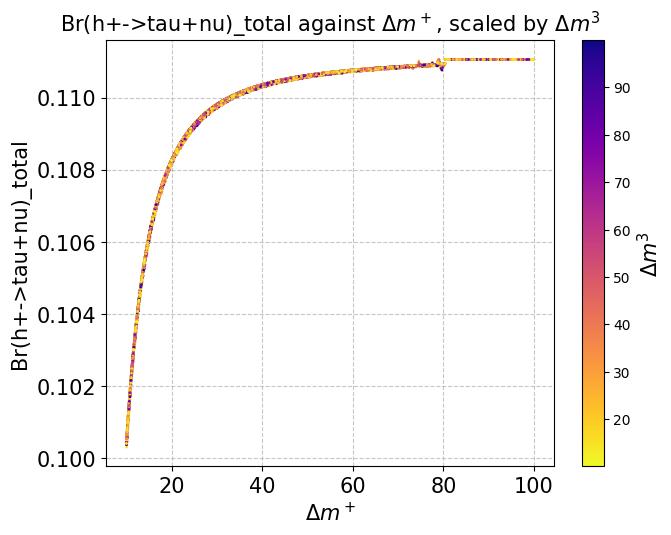 Br(h+->tau+nu)_total against Δm⁺, scaled by Δm³
0.110
0.108
0.106
0.104
0.102
0.100
Br(h+->tau+nu)_total
20 40 60 80 100
Δm⁺
90
80
70
60
50
40
30
20
Δm³